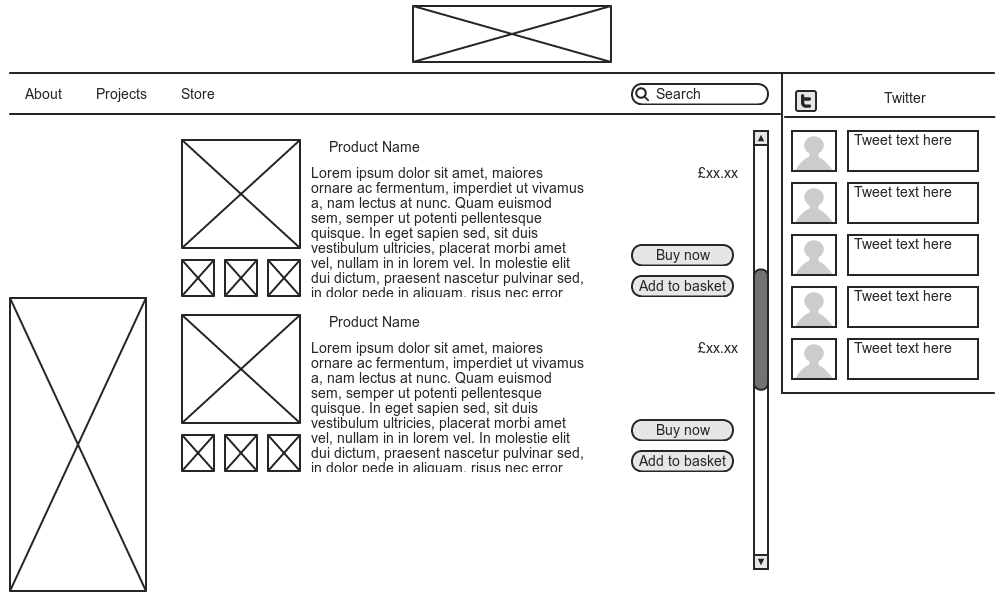 About
Projects
Store
Search
Twitter
Product Name
Lorem ipsum dolor sit amet, maiores
ornare ac fermentum, imperdiet ut vivamus
a, nam lectus at nunc. Quam euismod
sem, semper ut potenti pellentesque
quisque. In eget sapien sed, sit duis
vestibulum ultricies, placerat morbi amet
vel, nullam in in lorem vel. In molestie elit
dui dictum, praesent nascetur pulvinar sed,
in dolor pede in aliquam, risus nec error
£xx.xx
Buy now
Add to basket
Product Name
Lorem ipsum dolor sit amet, maiores
ornare ac fermentum, imperdiet ut vivamus
a, nam lectus at nunc. Quam euismod
sem, semper ut potenti pellentesque
quisque. In eget sapien sed, sit duis
vestibulum ultricies, placerat morbi amet
vel, nullam in in lorem vel. In molestie elit
dui dictum, praesent nascetur pulvinar sed,
in dolor pede in aliquam, risus nec error
£xx.xx
Buy now
Add to basket
t
Tweet text here
Tweet text here
Tweet text here
Tweet text here
Tweet text here